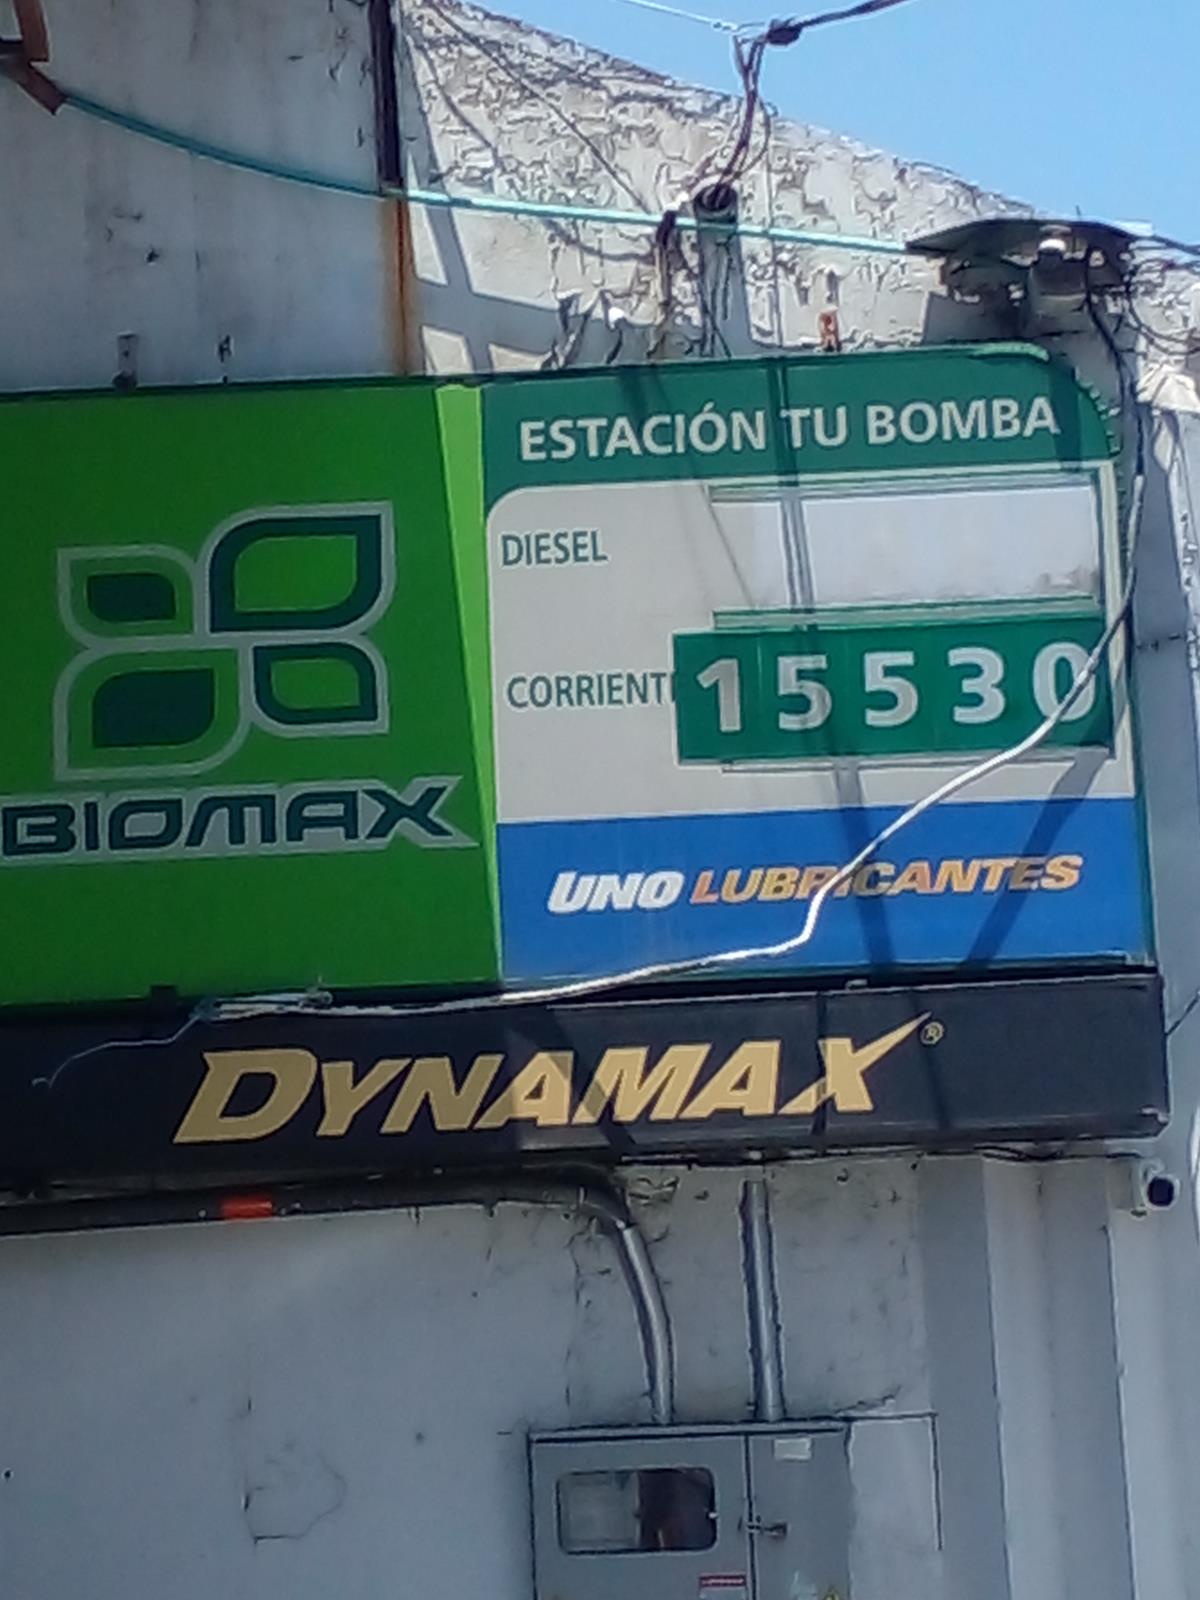 BIOMAX
ESTACIÓN TU BOMBA
DIESEL
CORRIENTE 15530
UNO LUBRICANTES
DYNAMAX®